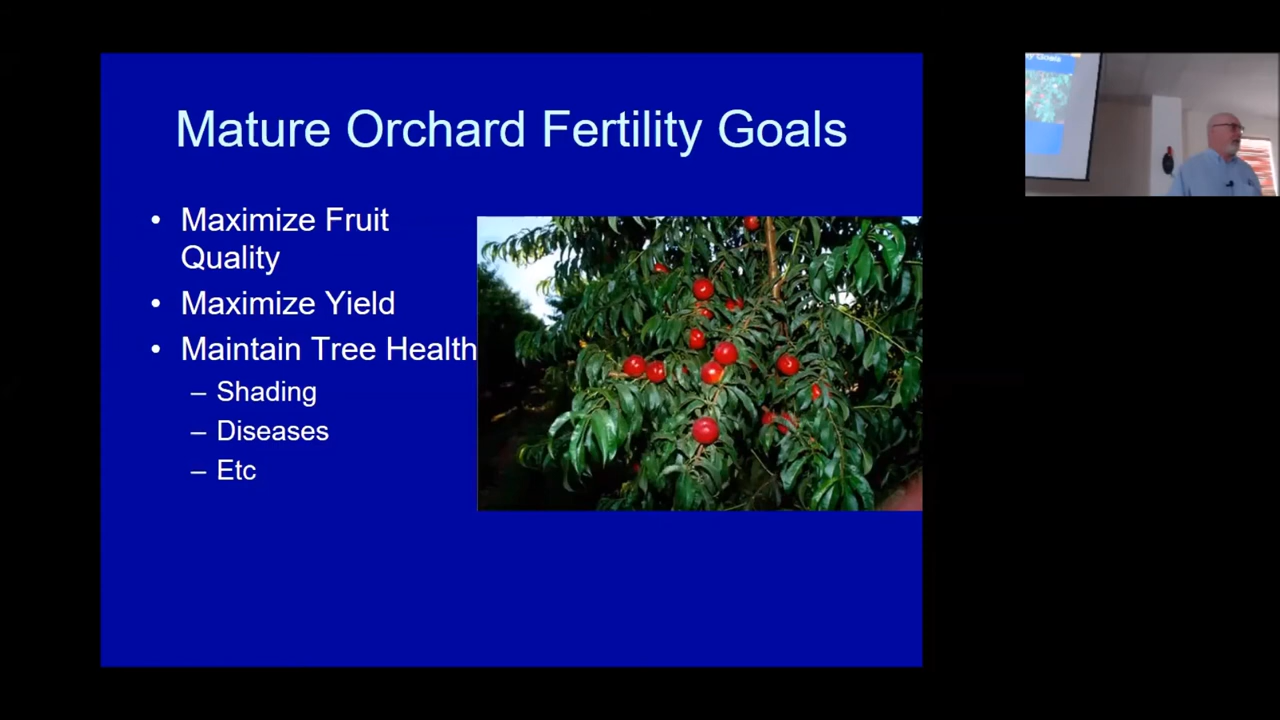 Mature Orchard Fertility Goals
• Maximize Fruit
Quality
• Maximize Yield
• Maintain Tree Health
– Shading
– Diseases
– Etc